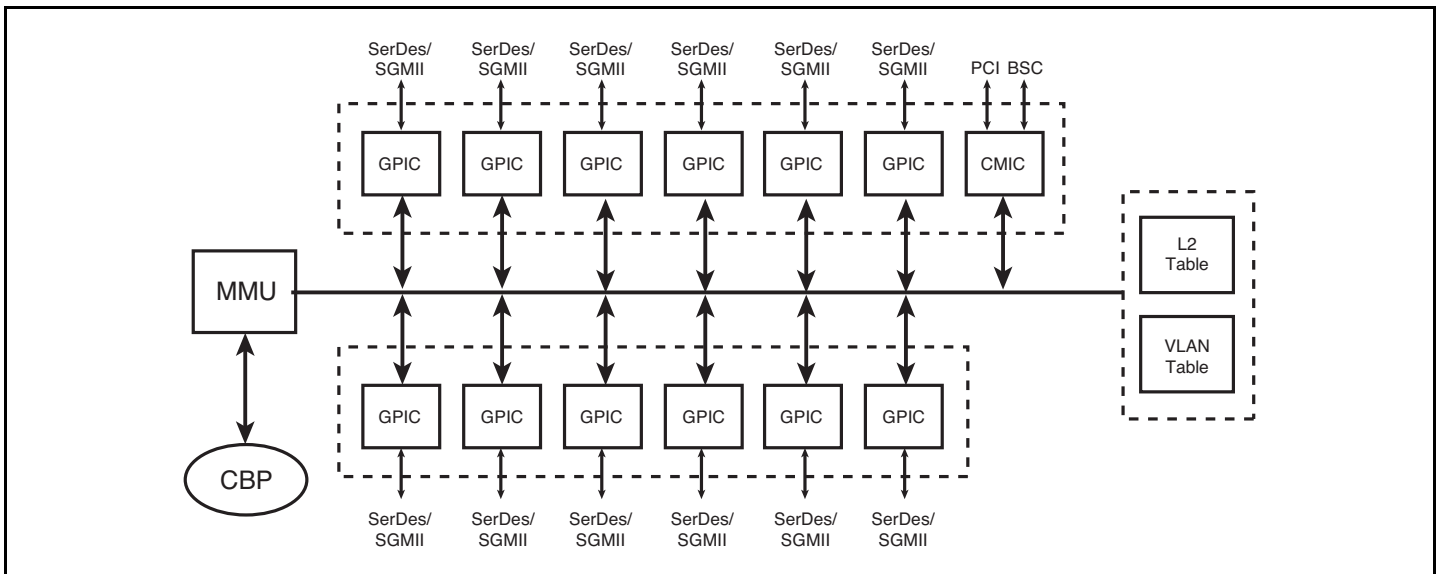 SerDes/
SGMII
SerDes/
SGMII
SerDes/
SGMII
SerDes/
SGMII
SerDes/
SGMII
SerDes/
SGMII
PCI BSC
GPIC
GPIC
GPIC
GPIC
GPIC
GPIC
CMIC
MMU
L2
Table
VLAN
Table
GPIC
GPIC
GPIC
GPIC
GPIC
GPIC
CBP
SerDes/
SGMII
SerDes/
SGMII
SerDes/
SGMII
SerDes/
SGMII
SerDes/
SGMII
SerDes/
SGMII